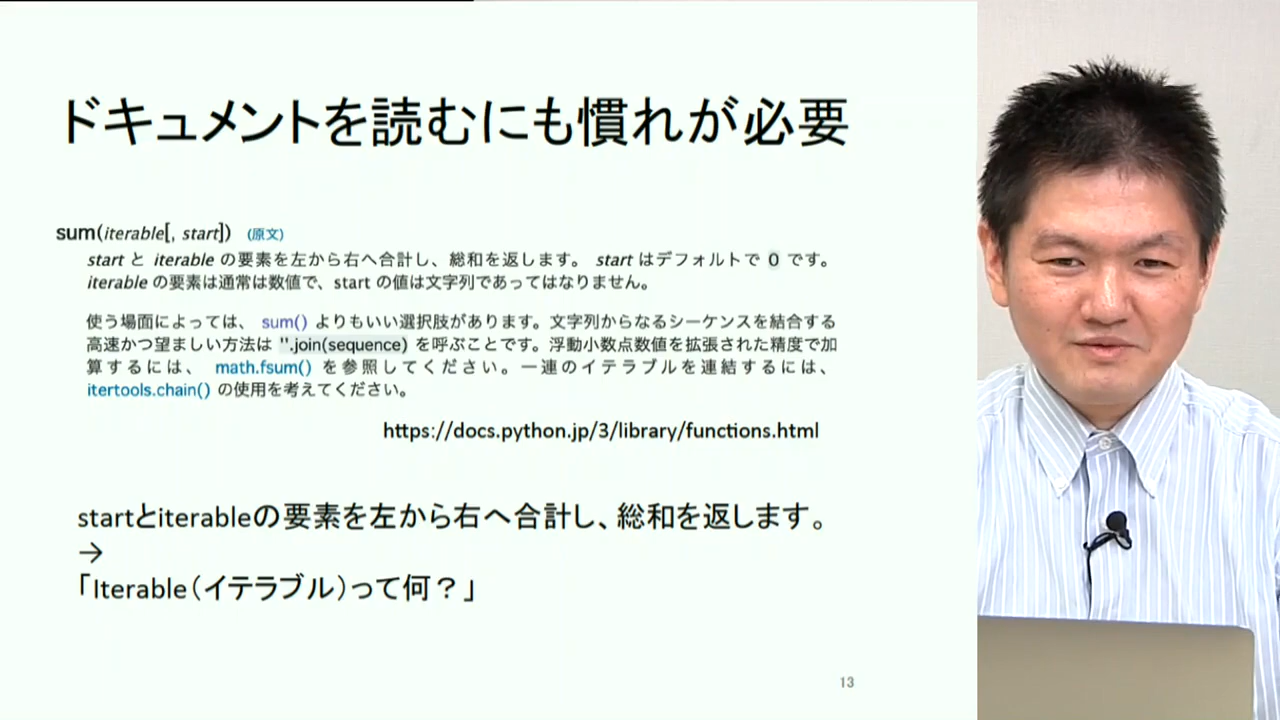 ドキュメントを読むにも慣れが必要
sum(iterable[, start]) (原文)
start と iterable の要素を左から右へ合計し、総和を返します。 start はデフォルトで 0 です。
iterable の要素は通常は数値で、start の値は文字列であってはなりません。
使う場面によっては、 sum() よりもいい選択肢があります。文字列からなるシーケンスを結合する
高速かつ望ましい方法は ''.join(sequence) を呼ぶことです。浮動小数点数値を拡張された精度で加
算するには、 math.fsum() を参照してください。一連のイテラブルを連結するには、
itertools.chain() の使用を考えてください。
https://docs.python.jp/3/library/functions.html
startとiterableの要素を左から右へ合計し、総和を返します。
→
「Iterable（イテラブル）って何？」
13